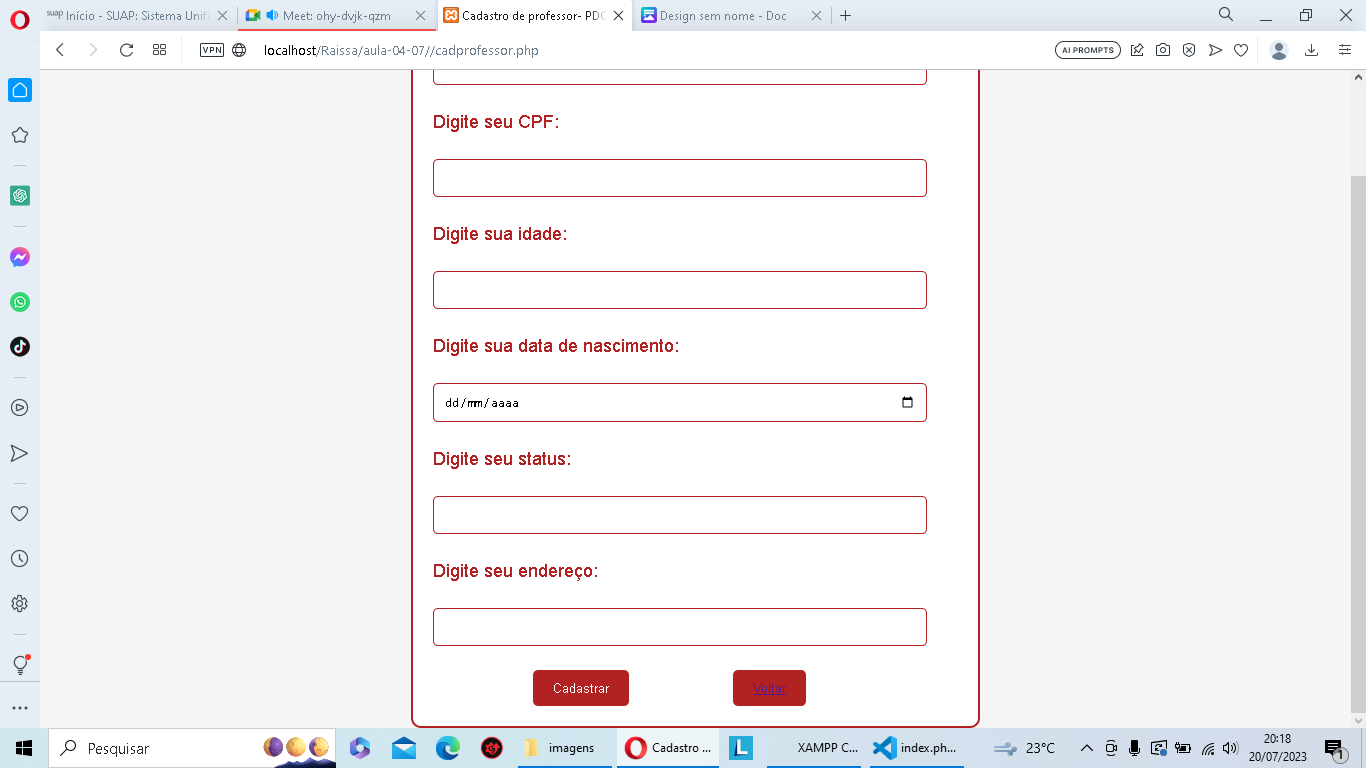 suap Início - SUAP: Sistema Unifi
Meet: ohy-dvjk-qzm
Cadastro de professor- PDO
Design sem nome - Doc
VPN
localhost/Raissa/aula-04-07//cadprofessor.php
AI PROMPTS
Digite seu CPF:
Digite sua idade:
Digite sua data de nascimento:
dd/mm/aaaa
Digite seu status:
Digite seu endereço:
Cadastrar
Voltar
Pesquisar
imagens
Cadastro ...
L
XAMPP C...
index.ph...
23°C
20:18
20/07/2023
1